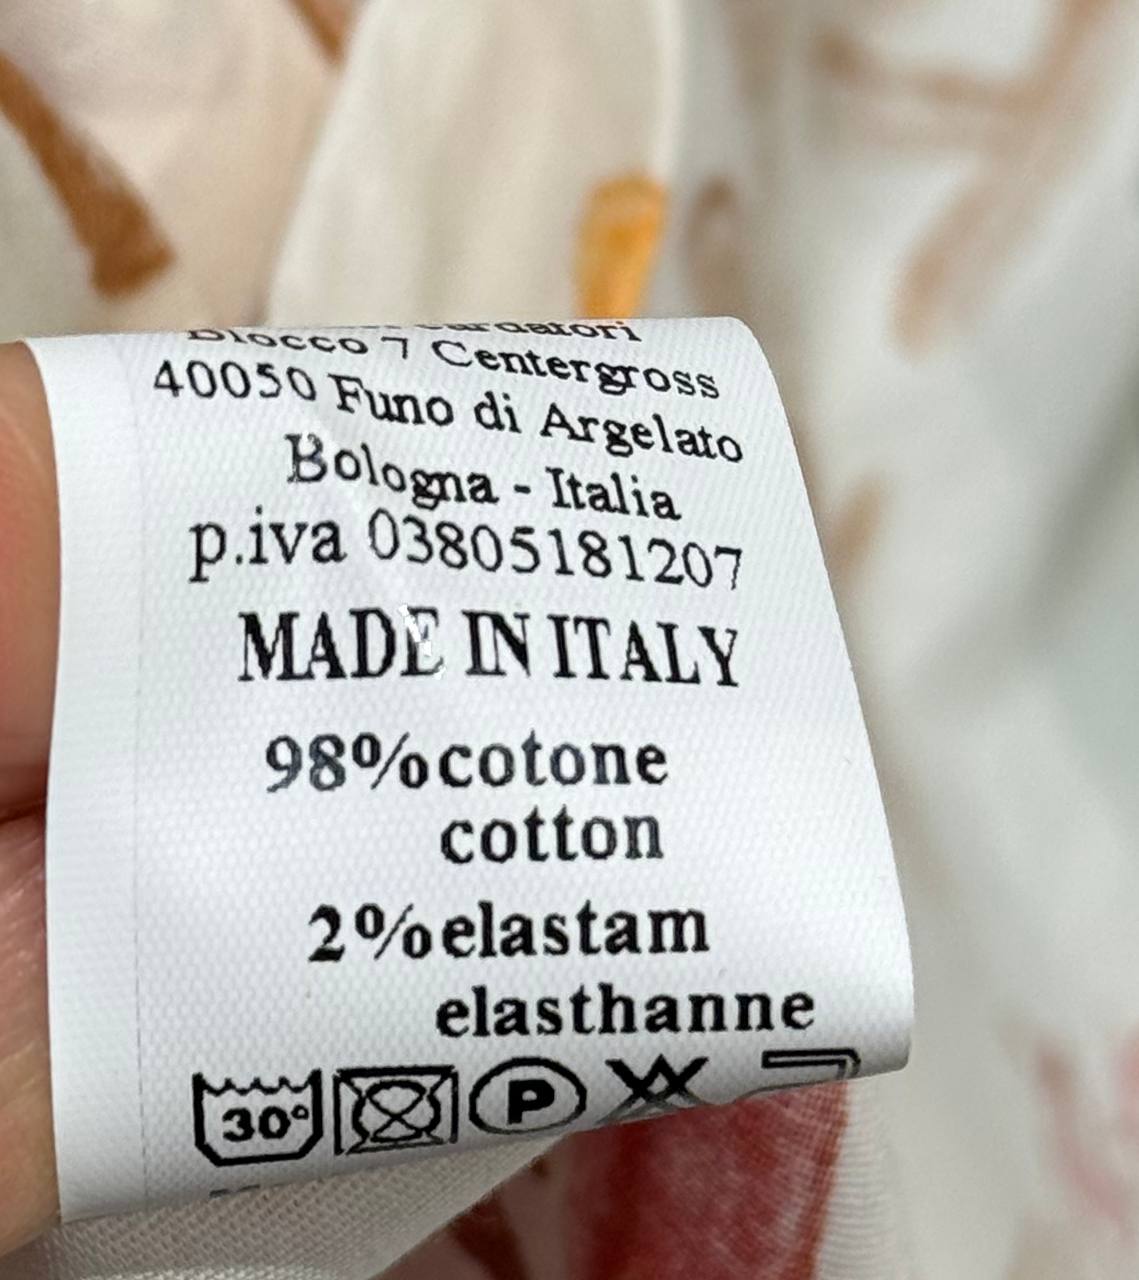 Blocco 7 Centergross
40050 Funo di Argelato
Bologna - Italia
p.iva 03805181207
MADE IN ITALY
98%cotone
cotton
2%elastam
elasthanne
30°
P